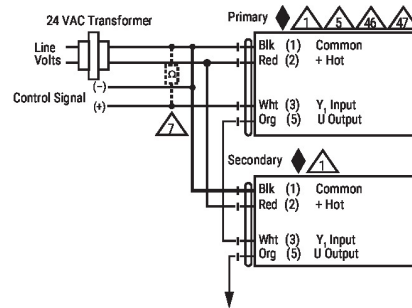 24 VAC Transformer
Primary 1 5 46 47
Line
Volts
Blk (1) Common
Red (2) + Hot
(−)
Control Signal
(+)
Ω
Wht (3) Y₁ Input
Org (5) U Output
7
Secondary 1
Blk (1) Common
Red (2) + Hot
Wht (3) Y₁ Input
Org (5) U Output